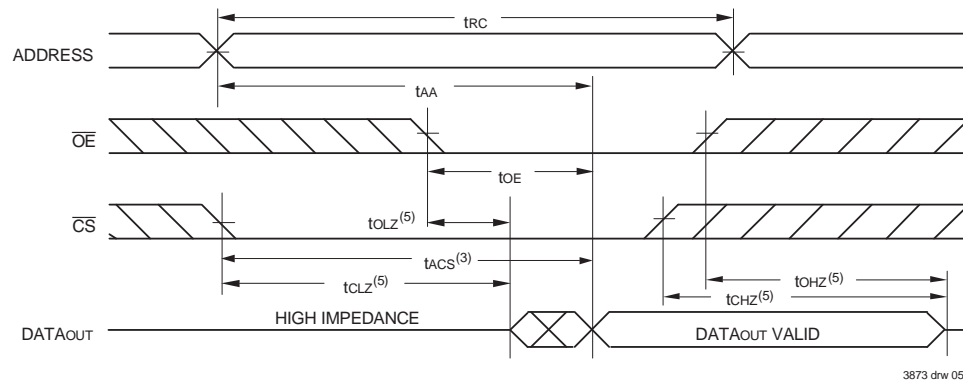 tRC
ADDRESS
tAA
OE
tOE
CS
tOLZ(5)
tACS(3)
tCLZ(5)
tOHZ(5)
tCHZ(5)
HIGH IMPEDANCE
DATAOUT
DATAOUT VALID
3873 drw 05